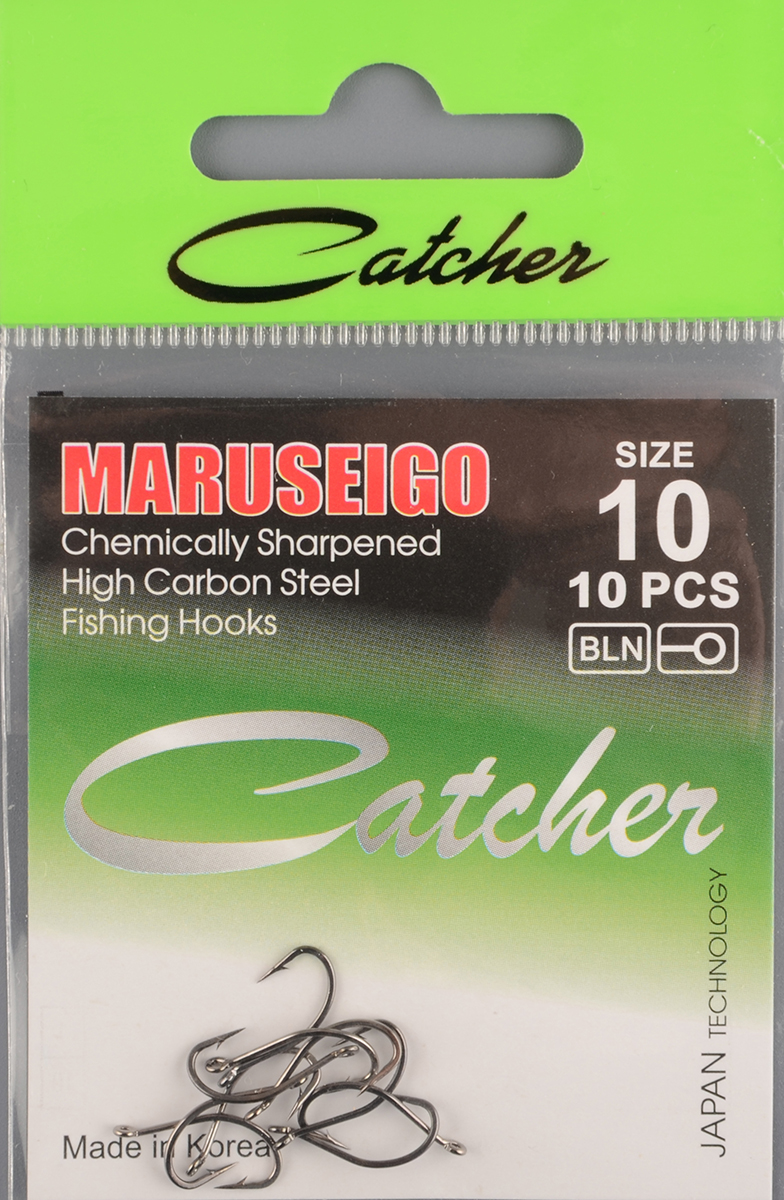 Catcher
MARUSEIGO
Chemically Sharpened
High Carbon Steel
Fishing Hooks
SIZE
10
10 PCS
BLN
Catcher
JAPAN TECHNOLOGY
Made in Korea